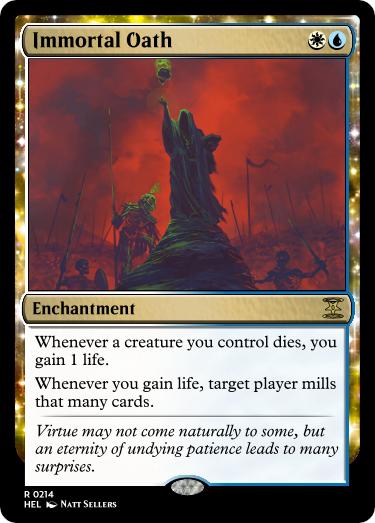 Immortal Oath
Enchantment
Whenever a creature you control dies, you
gain 1 life.
Whenever you gain life, target player mills
that many cards.
Virtue may not come naturally to some, but
an eternity of undying patience leads to many
surprises.
R 0214
HEL Natt Sellers